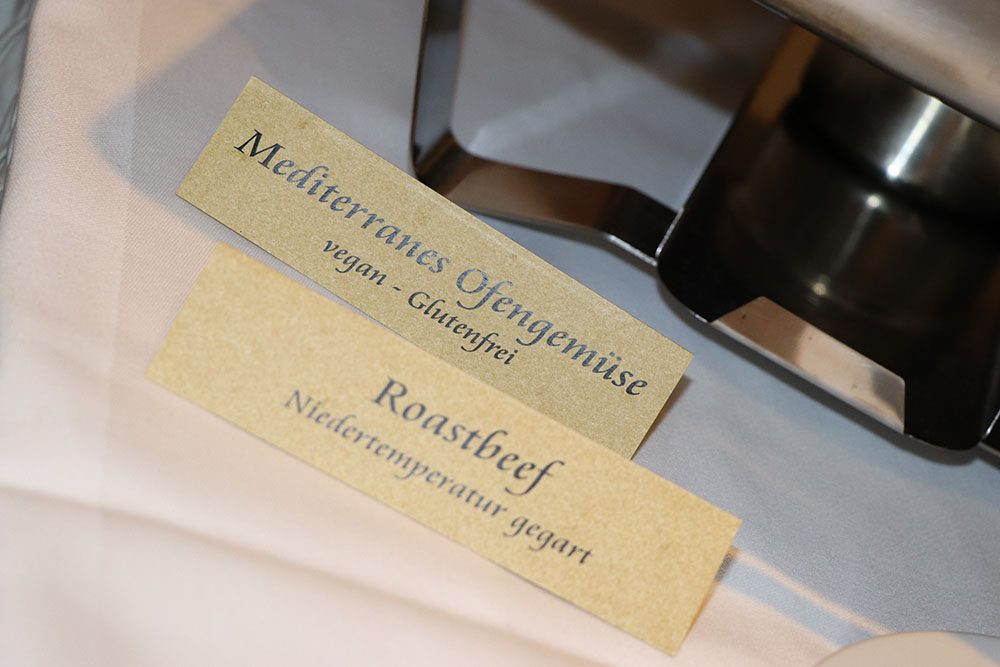 Mediterranes Ofengemüse
vegan - Glutenfrei
Roastbeef
Niedertemperatur gegart